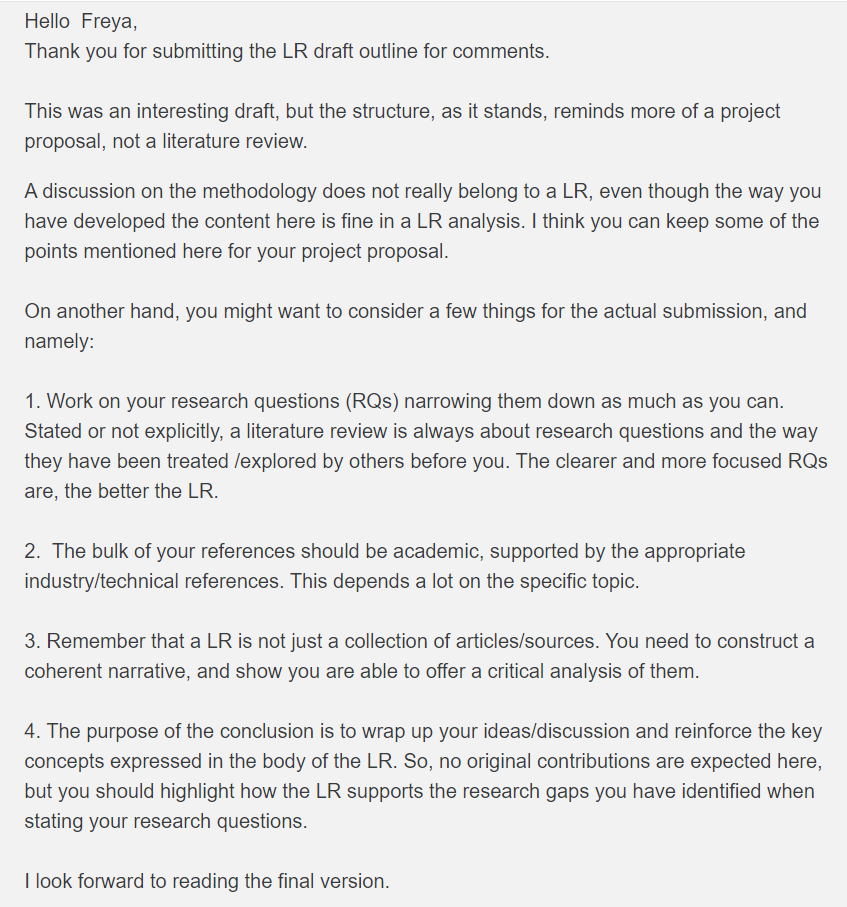 Hello  Freya,
Thank you for submitting the LR draft outline for comments.
This was an interesting draft, but the structure, as it stands, reminds more of a project
proposal, not a literature review.
A discussion on the methodology does not really belong to a LR, even though the way you
have developed the content here is fine in a LR analysis. I think you can keep some of the
points mentioned here for your project proposal.
On another hand, you might want to consider a few things for the actual submission, and
namely:
1. Work on your research questions (RQs) narrowing them down as much as you can.
Stated or not explicitly, a literature review is always about research questions and the way
they have been treated /explored by others before you. The clearer and more focused RQs
are, the better the LR.
2.  The bulk of your references should be academic, supported by the appropriate
industry/technical references. This depends a lot on the specific topic.
3. Remember that a LR is not just a collection of articles/sources. You need to construct a
coherent narrative, and show you are able to offer a critical analysis of them.
4. The purpose of the conclusion is to wrap up your ideas/discussion and reinforce the key
concepts expressed in the body of the LR. So, no original contributions are expected here,
but you should highlight how the LR supports the research gaps you have identified when
stating your research questions.
I look forward to reading the final version.